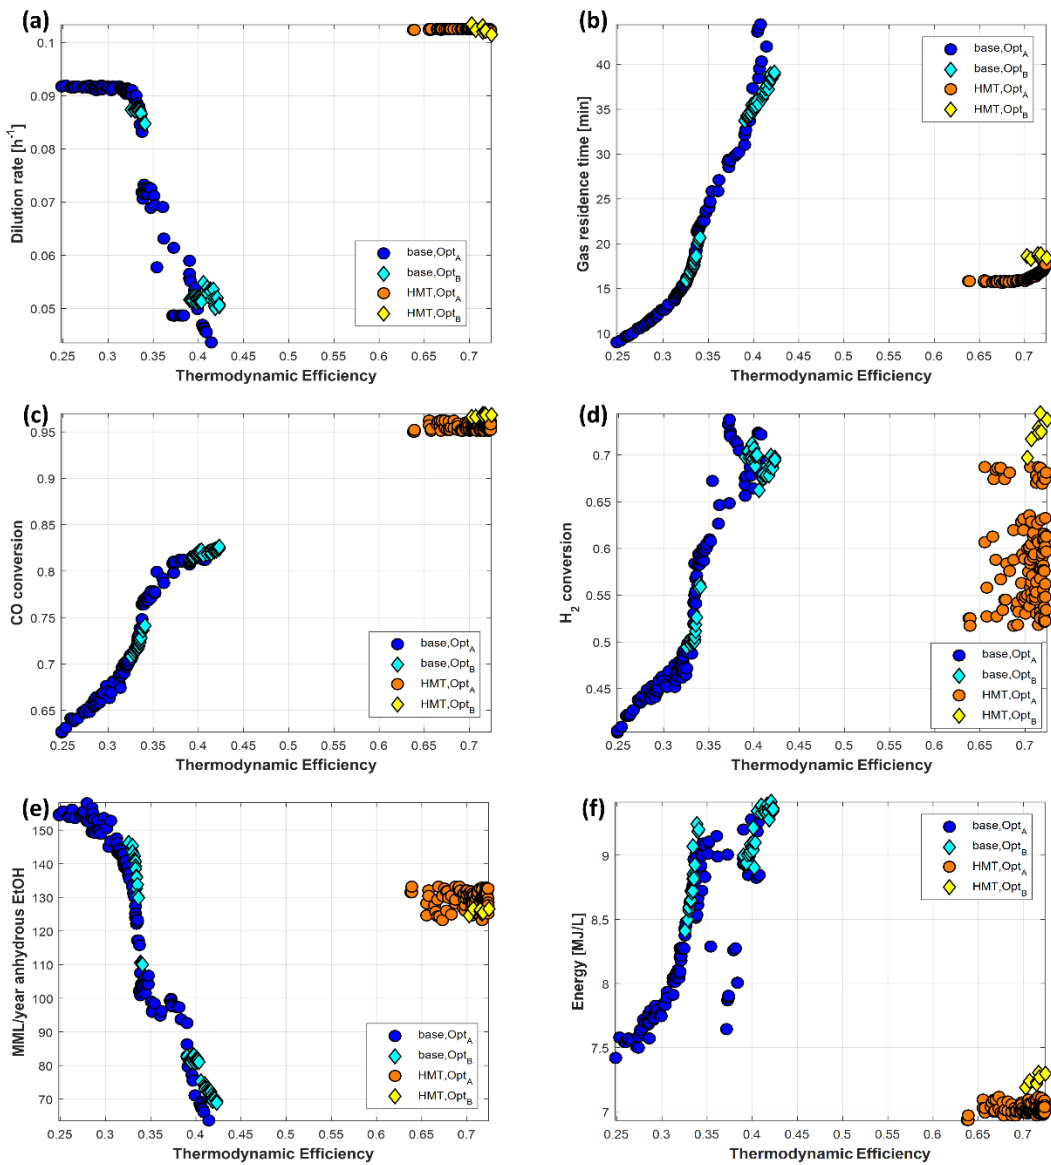 (a)
Dilution rate [h⁻¹]
0.1
0.09
0.08
0.07
0.06
0.05
0.25 0.3 0.35 0.4 0.45 0.5 0.55 0.6 0.65 0.7
Thermodynamic Efficiency
base,Opt_A
base,Opt_B
HMT,Opt_A
HMT,Opt_B
(b)
Gas residence time [min]
40
35
30
25
20
15
10
0.25 0.3 0.35 0.4 0.45 0.5 0.55 0.6 0.65 0.7
Thermodynamic Efficiency
base,Opt_A
base,Opt_B
HMT,Opt_A
HMT,Opt_B
(c)
CO conversion
0.95
0.9
0.85
0.8
0.75
0.7
0.65
0.25 0.3 0.35 0.4 0.45 0.5 0.55 0.6 0.65 0.7
Thermodynamic Efficiency
base,Opt_A
base,Opt_B
HMT,Opt_A
HMT,Opt_B
(d)
H₂ conversion
0.7
0.65
0.6
0.55
0.5
0.45
0.25 0.3 0.35 0.4 0.45 0.5 0.55 0.6 0.65 0.7
Thermodynamic Efficiency
base,Opt_A
base,Opt_B
HMT,Opt_A
HMT,Opt_B
(e)
MML/year anhydrous EtOH
150
140
130
120
110
100
90
80
70
0.25 0.3 0.35 0.4 0.45 0.5 0.55 0.6 0.65 0.7
Thermodynamic Efficiency
base,Opt_A
base,Opt_B
HMT,Opt_A
HMT,Opt_B
(f)
Energy [MJ/L]
9
8.5
8
7.5
7
0.25 0.3 0.35 0.4 0.45 0.5 0.55 0.6 0.65 0.7
Thermodynamic Efficiency
base,Opt_A
base,Opt_B
HMT,Opt_A
HMT,Opt_B